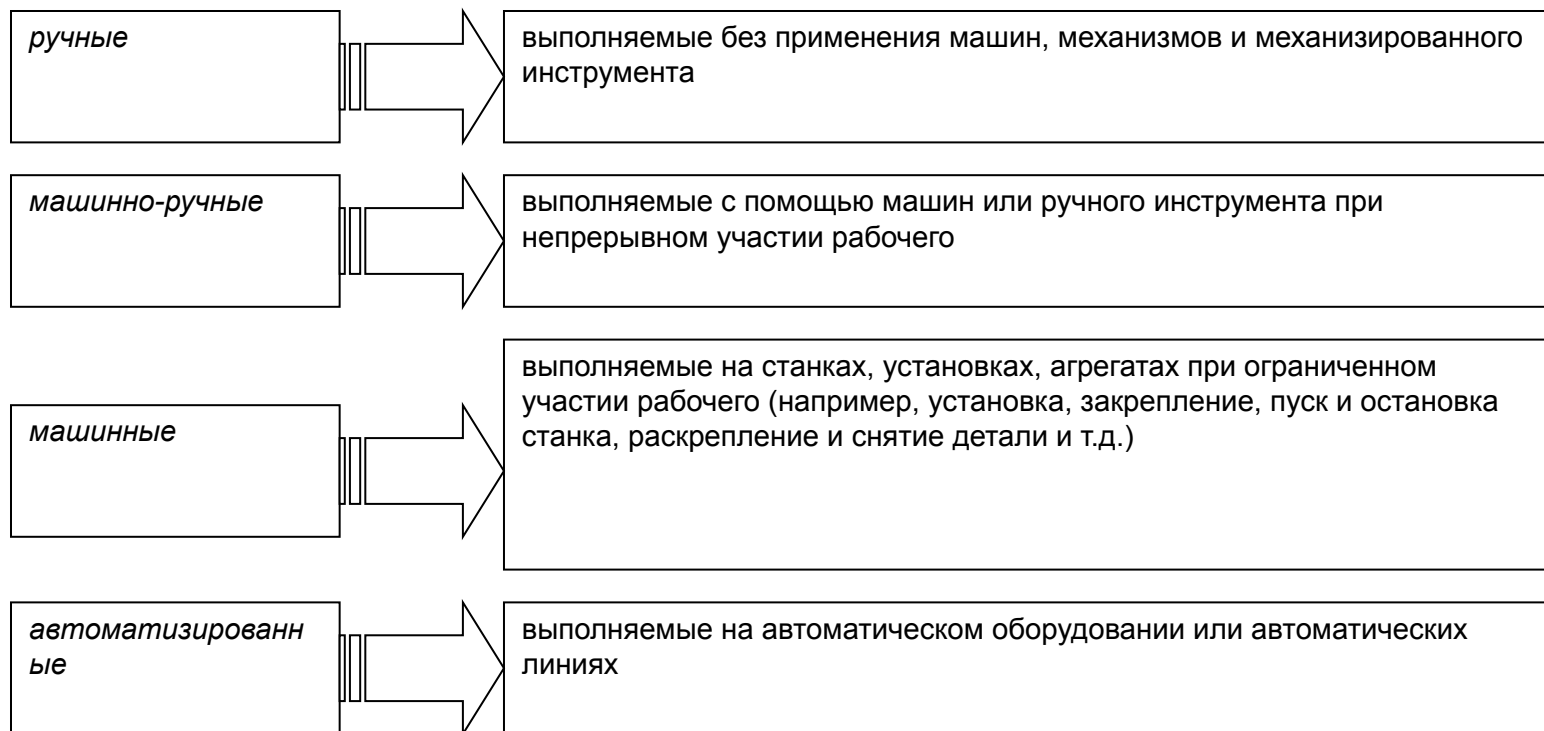 ручные
выполняемые без применения машин, механизмов и механизированного
инструмента
машинно-ручные
выполняемые с помощью машин или ручного инструмента при
непрерывном участии рабочего
машинные
выполняемые на станках, установках, агрегатах при ограниченном
участии рабочего (например, установка, закрепление, пуск и остановка
станка, раскрепление и снятие детали и т.д.)
автоматизированн
ые
выполняемые на автоматическом оборудовании или автоматических
линиях